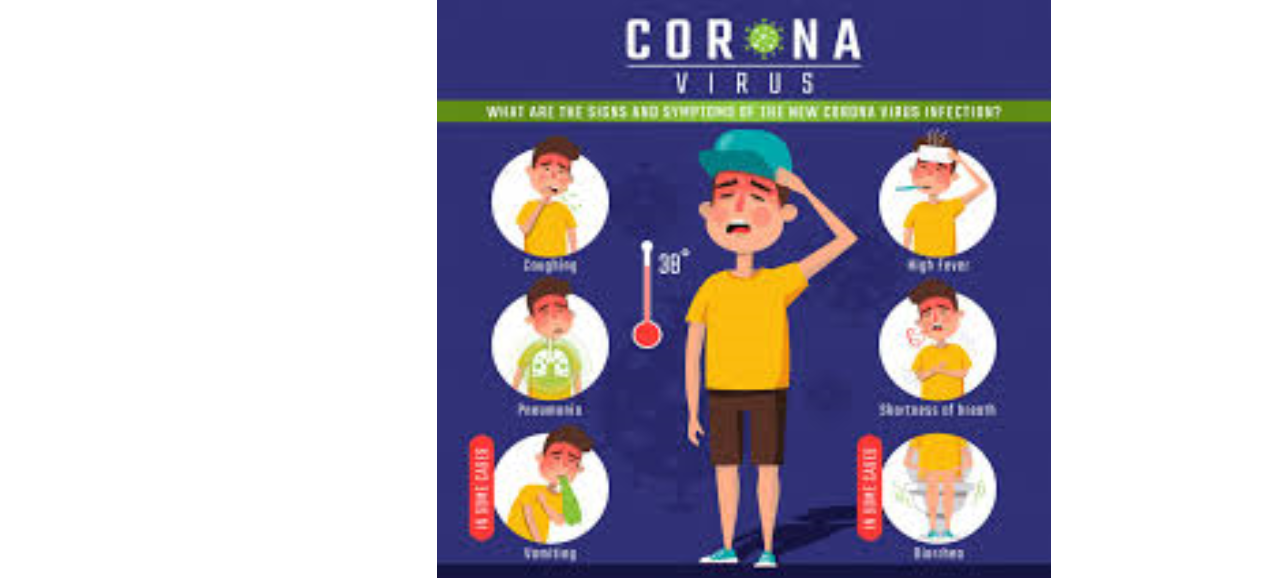 CORONA
VIRUS
WHAT ARE THE SIGNS AND SYMPTOMS OF THE NEW CORONA VIRUS INFECTION?
Coughing
High Fever
38°
Pneumonia
Shortness of breath
IN SOME CASES
Vomiting
IN SOME CASES
Diarrhea